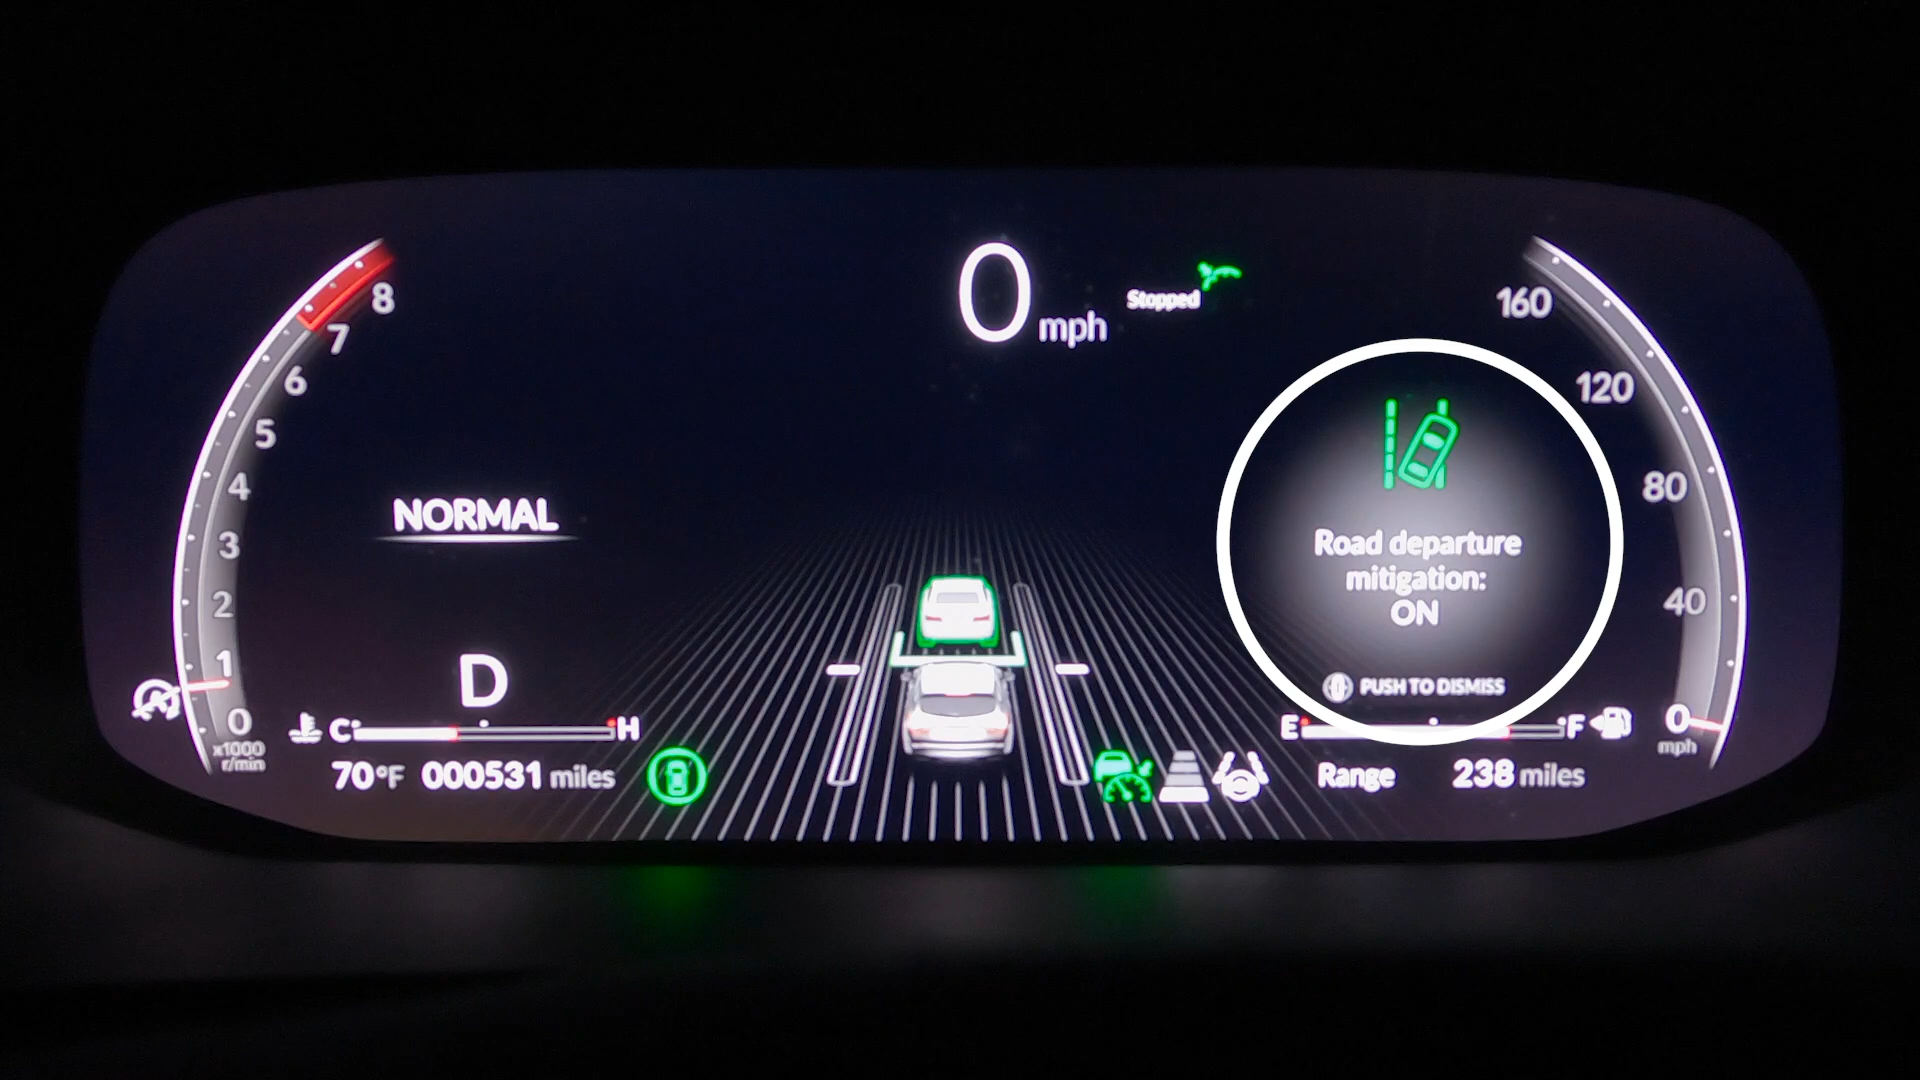 0 mph
Stopped
8
7
6
5
4
3
2
1
0
x1000
r/min
160
120
80
40
0
mph
NORMAL
D
Road departure
mitigation:
ON
PUSH TO DISMISS
C H
E F
70°F 000531 miles
Range 238 miles